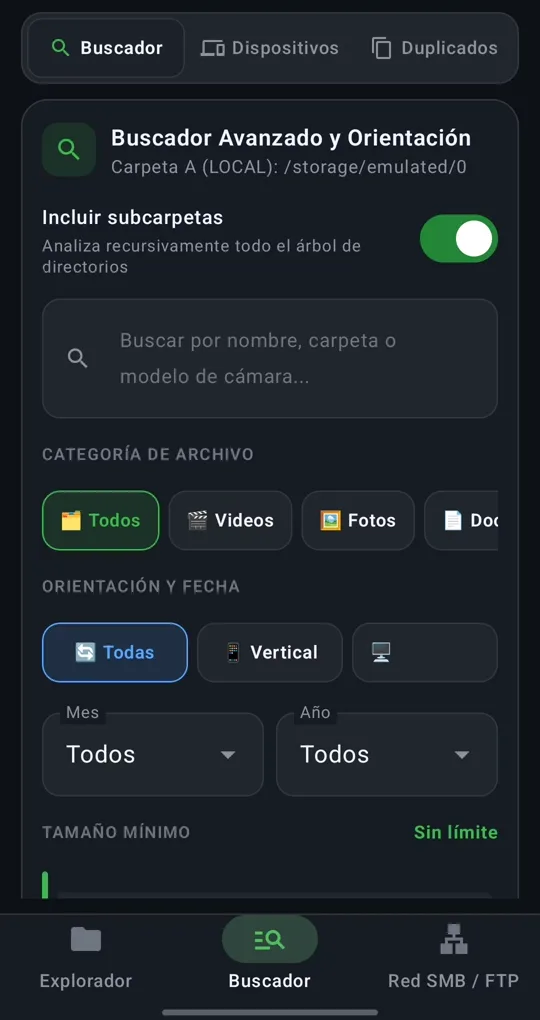 Buscador
Dispositivos
Duplicados
Buscador Avanzado y Orientación
Carpeta A (LOCAL): /storage/emulated/0
Incluir subcarpetas
Analiza recursivamente todo el árbol de
directorios
Buscar por nombre, carpeta o
modelo de cámara...
CATEGORÍA DE ARCHIVO
Todos
Videos
Fotos
Doc
ORIENTACIÓN Y FECHA
Todas
Vertical
Mes
Año
Todos
Todos
TAMAÑO MÍNIMO
Sin límite
Explorador
Buscador
Red SMB / FTP